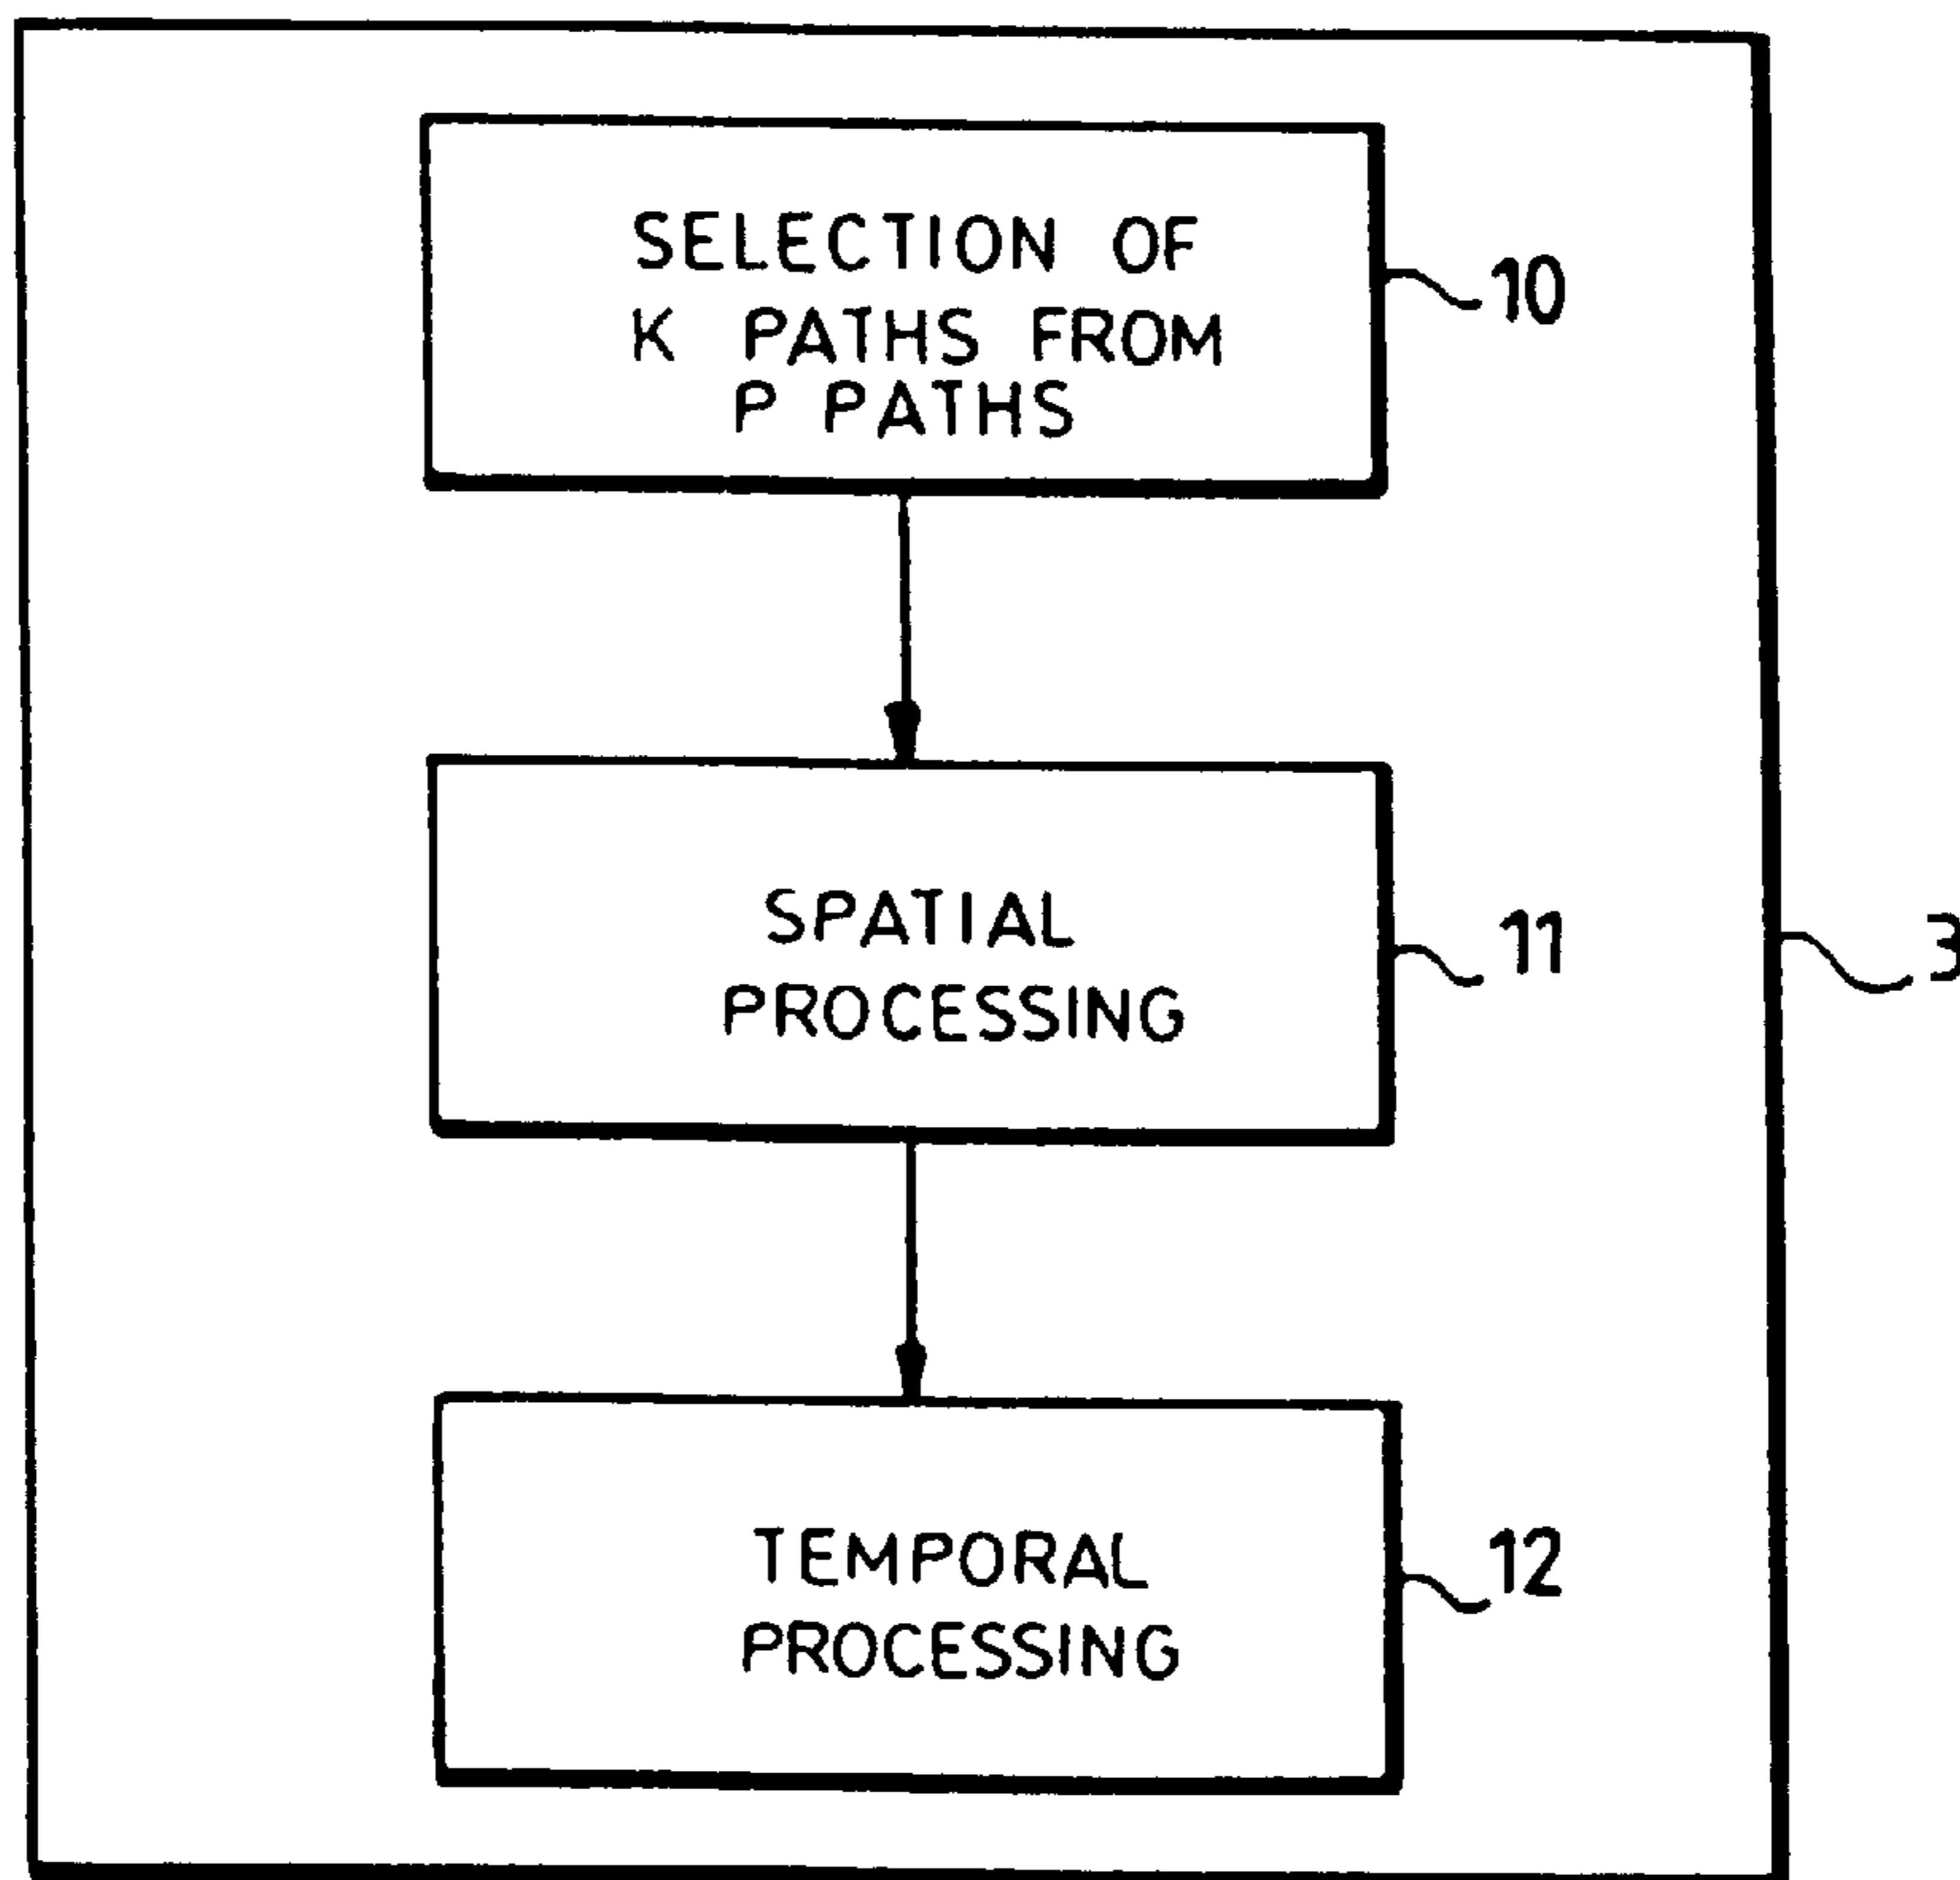 SELECTION OF
K PATHS FROM
P PATHS
10
SPATIAL
PROCESSING
11
3
TEMPORAL
PROCESSING
12